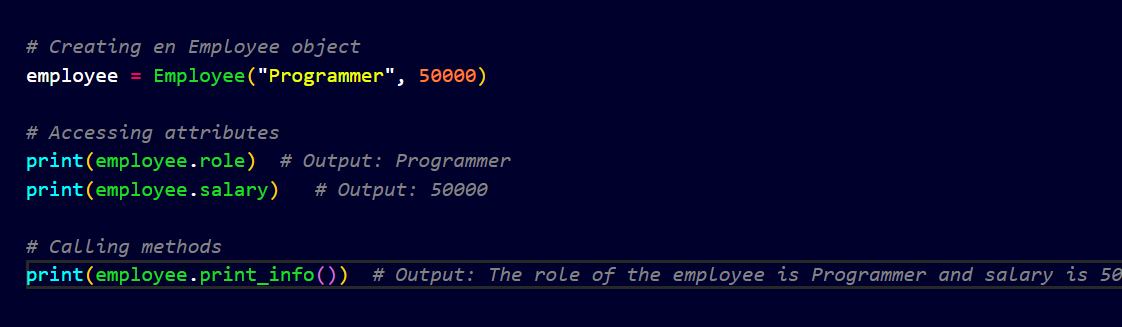 # Creating en Employee object
employee = Employee("Programmer", 50000)
# Accessing attributes
print(employee.role)  # Output: Programmer
print(employee.salary)   # Output: 50000
# Calling methods
print(employee.print_info())  # Output: The role of the employee is Programmer and salary is 50